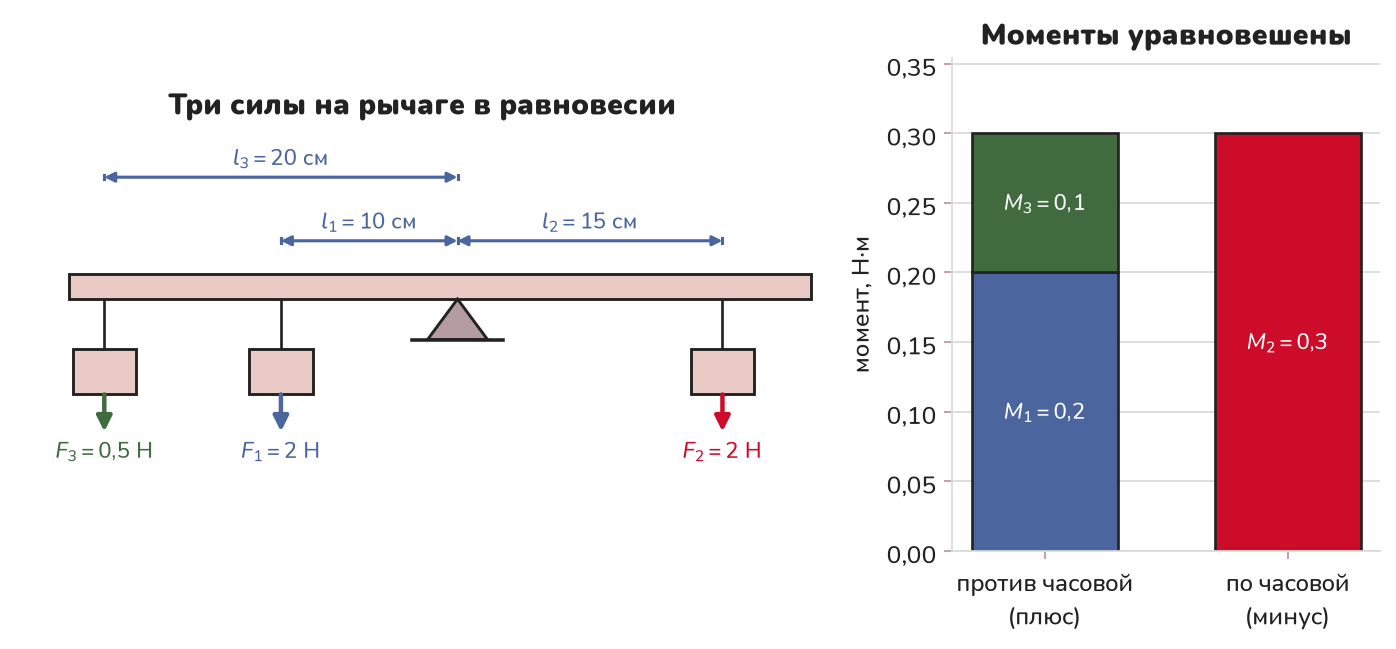 Три силы на рычаге в равновесии
l₃ = 20 см
l₁ = 10 см
l₂ = 15 см
F₃ = 0,5 Н
F₁ = 2 Н
F₂ = 2 Н
Моменты уравновешены
момент, Н·м
0,35
0,30
0,25
0,20
0,15
0,10
0,05
0,00
M₃ = 0,1
M₁ = 0,2
M₂ = 0,3
против часовой
(плюс)
по часовой
(минус)